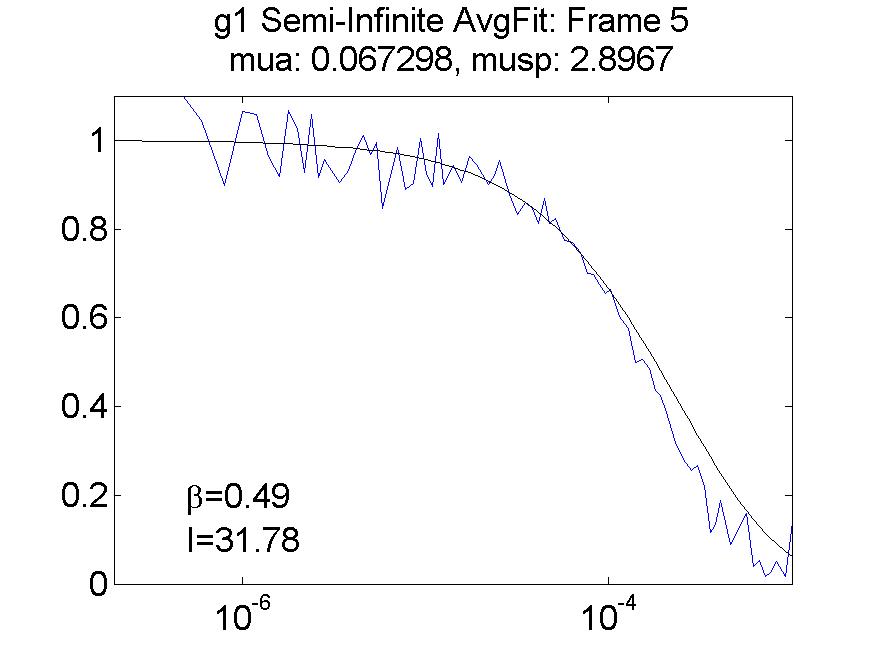 g1 Semi-Infinite AvgFit: Frame 5
mua: 0.067298, musp: 2.8967
1
0.8
0.6
0.4
0.2
0
β=0.49
I=31.78
10^-6
10^-4